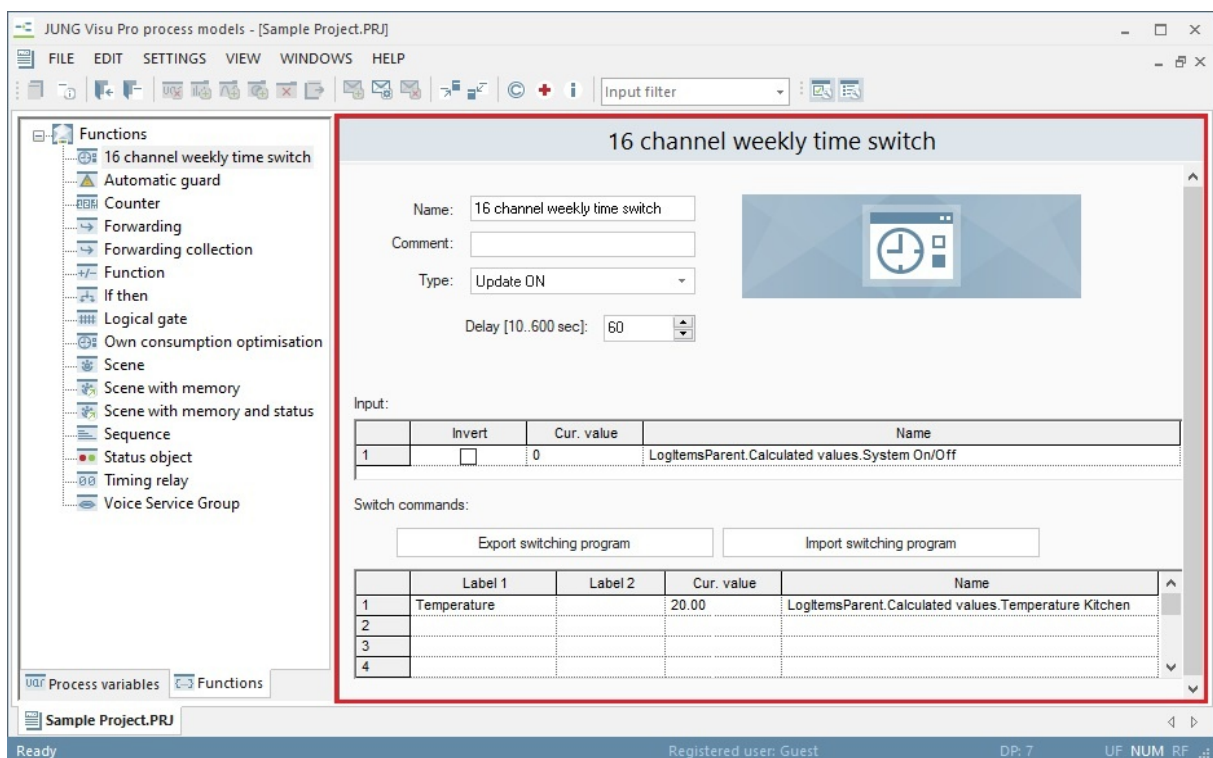 JUNG Visu Pro process models - [Sample Project.PRJ]
FILE EDIT SETTINGS VIEW WINDOWS HELP
Input filter
Functions
16 channel weekly time switch
Automatic guard
Counter
Forwarding
Forwarding collection
Function
If then
Logical gate
Own consumption optimisation
Scene
Scene with memory
Scene with memory and status
Sequence
Status object
Timing relay
Voice Service Group
Process variables Functions
16 channel weekly time switch
Name: 16 channel weekly time switch
Comment:
Type: Update ON
Delay [10..600 sec]: 60
Input:
Invert Cur. value Name
1 0 LogItemsParent.Calculated values.System On/Off
Switch commands:
Export switching program Import switching program
Label 1 Label 2 Cur. value Name
1 Temperature 20.00 LogItemsParent.Calculated values.Temperature Kitchen
2
3
4
Sample Project.PRJ
Ready Registered user: Guest DP: 7 UF NUM RF